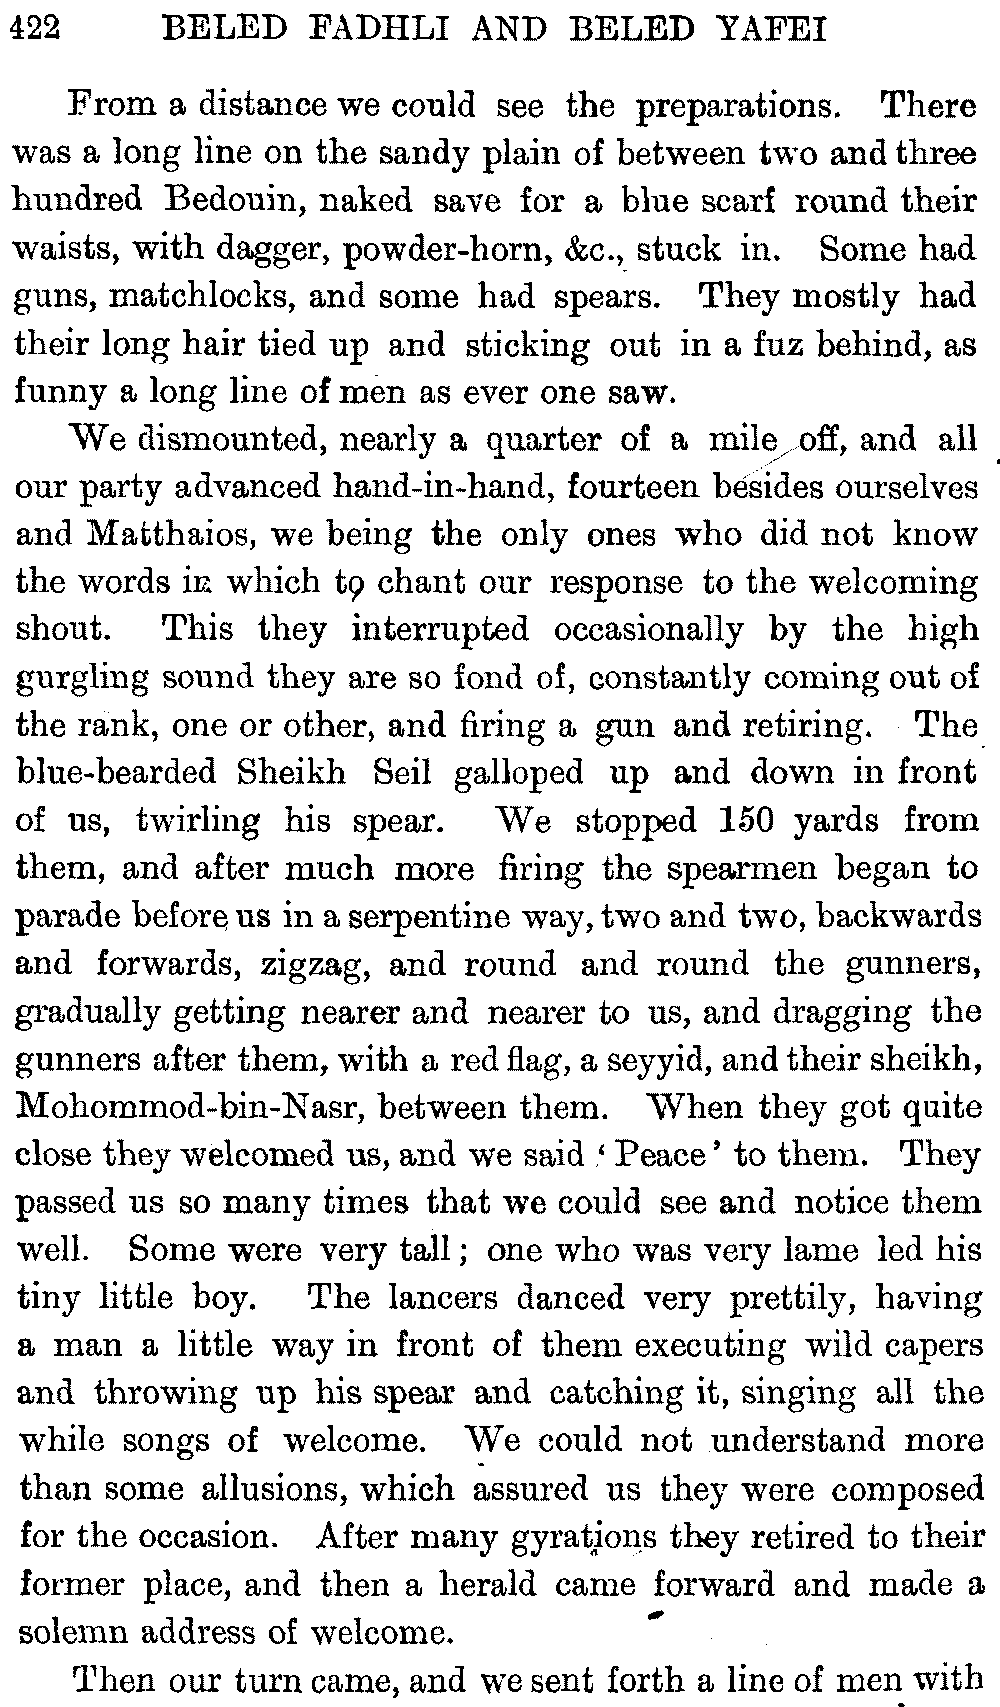 422 BELED FADHLI AND BELED YAFEI
From a distance we could see the preparations. There
was a long line on the sandy plain of between two and three
hundred Bedouin, naked save for a blue scarf round their
waists, with dagger, powder-horn, &c., stuck in. Some had
guns, matchlocks, and some had spears. They mostly had
their long hair tied up and sticking out in a fuz behind, as
funny a long line of men as ever one saw.
We dismounted, nearly a quarter of a mile off, and all
our party advanced hand-in-hand, fourteen besides ourselves
and Matthaios, we being the only ones who did not know
the words in which to chant our response to the welcoming
shout. This they interrupted occasionally by the high
gurgling sound they are so fond of, constantly coming out of
the rank, one or other, and firing a gun and retiring. The
blue-bearded Sheikh Seil galloped up and down in front
of us, twirling his spear. We stopped 150 yards from
them, and after much more firing the spearmen began to
parade before us in a serpentine way, two and two, backwards
and forwards, zigzag, and round and round the gunners,
gradually getting nearer and nearer to us, and dragging the
gunners after them, with a red flag, a seyyid, and their sheikh,
Mohommod-bin-Nasr, between them. When they got quite
close they welcomed us, and we said ‘Peace’ to them. They
passed us so many times that we could see and notice them
well. Some were very tall; one who was very lame led his
tiny little boy. The lancers danced very prettily, having
a man a little way in front of them executing wild capers
and throwing up his spear and catching it, singing all the
while songs of welcome. We could not understand more
than some allusions, which assured us they were composed
for the occasion. After many gyrations they retired to their
former place, and then a herald came forward and made a
solemn address of welcome.
Then our turn came, and we sent forth a line of men with